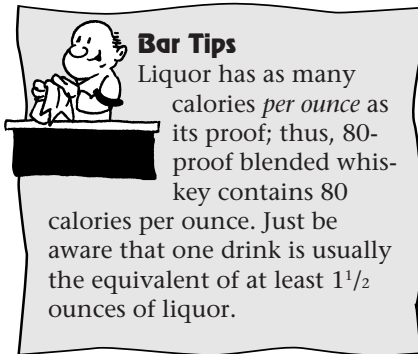 Bar Tips
Liquor has as many
calories per ounce as
its proof; thus, 80-
proof blended whis-
key contains 80
calories per ounce. Just be
aware that one drink is usually
the equivalent of at least 1 1/2
ounces of liquor.